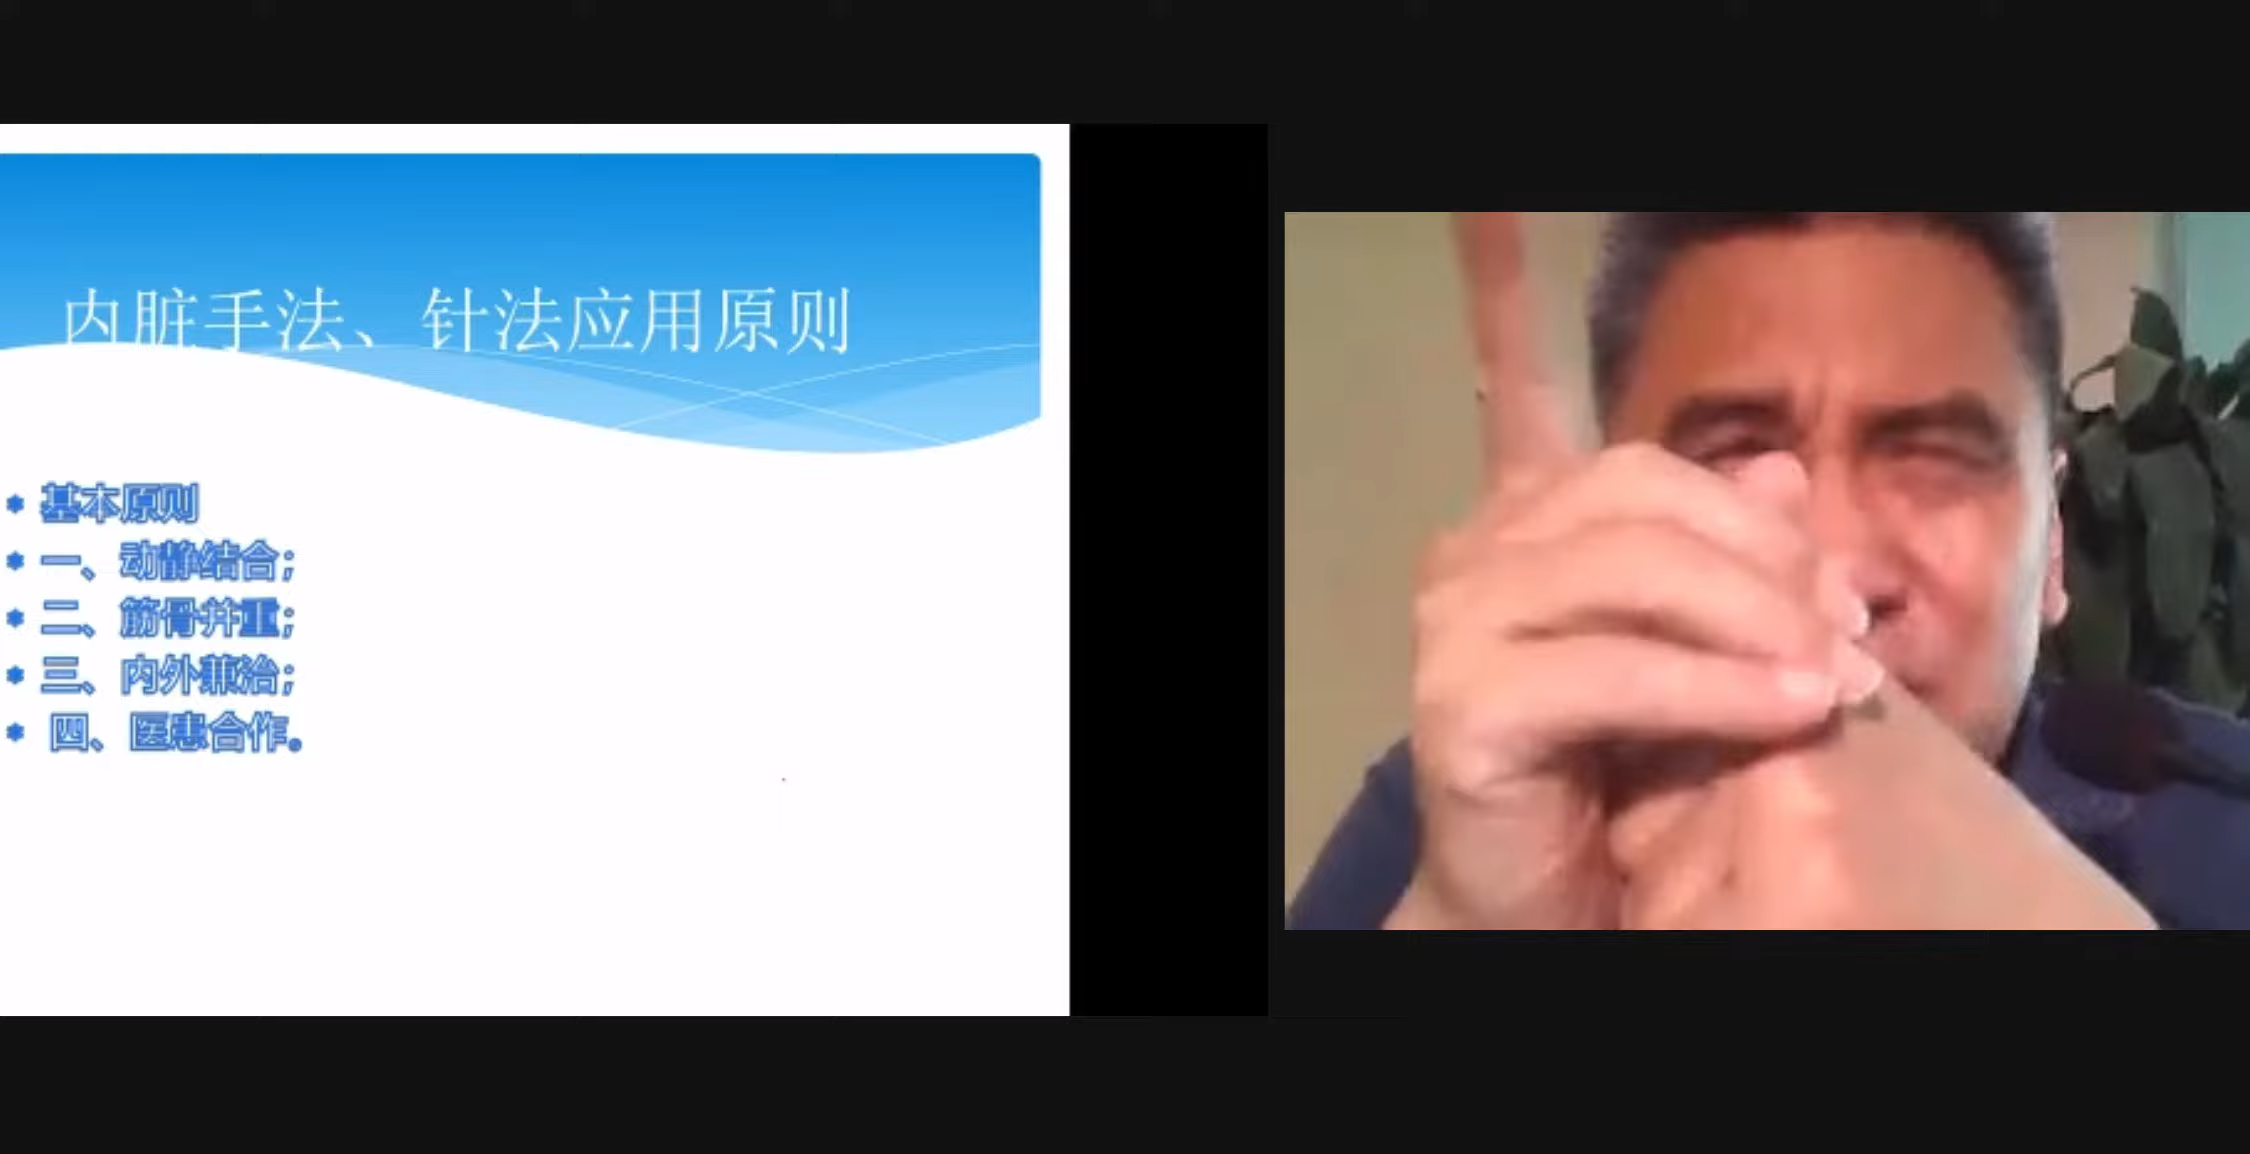 内脏手法、针法应用原则
基本原则
一、动静结合；
二、筋骨并重；
三、内外兼治；
四、医患合作。